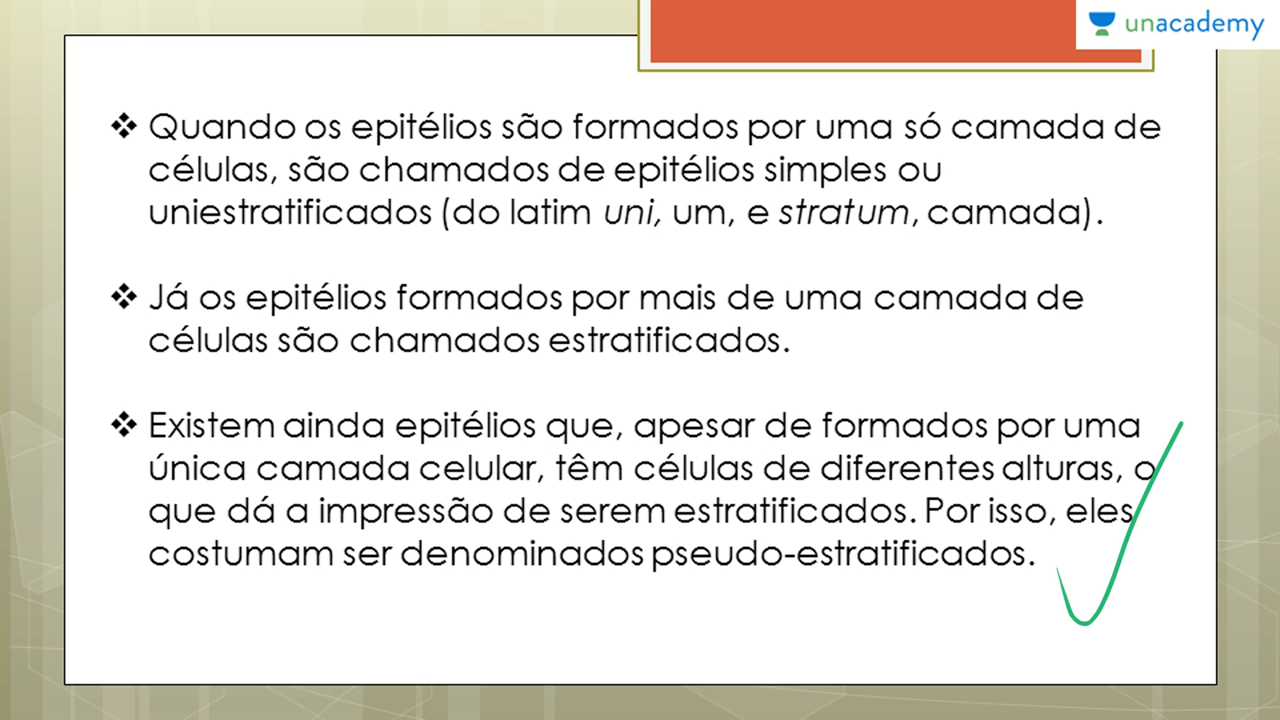 unacademy
❖ Quando os epitélios são formados por uma só camada de
células, são chamados de epitélios simples ou
uniestratificados (do latim uni, um, e stratum, camada).
❖ Já os epitélios formados por mais de uma camada de
células são chamados estratificados.
❖ Existem ainda epitélios que, apesar de formados por uma
única camada celular, têm células de diferentes alturas, o
que dá a impressão de serem estratificados. Por isso, eles
costumam ser denominados pseudo-estratificados.